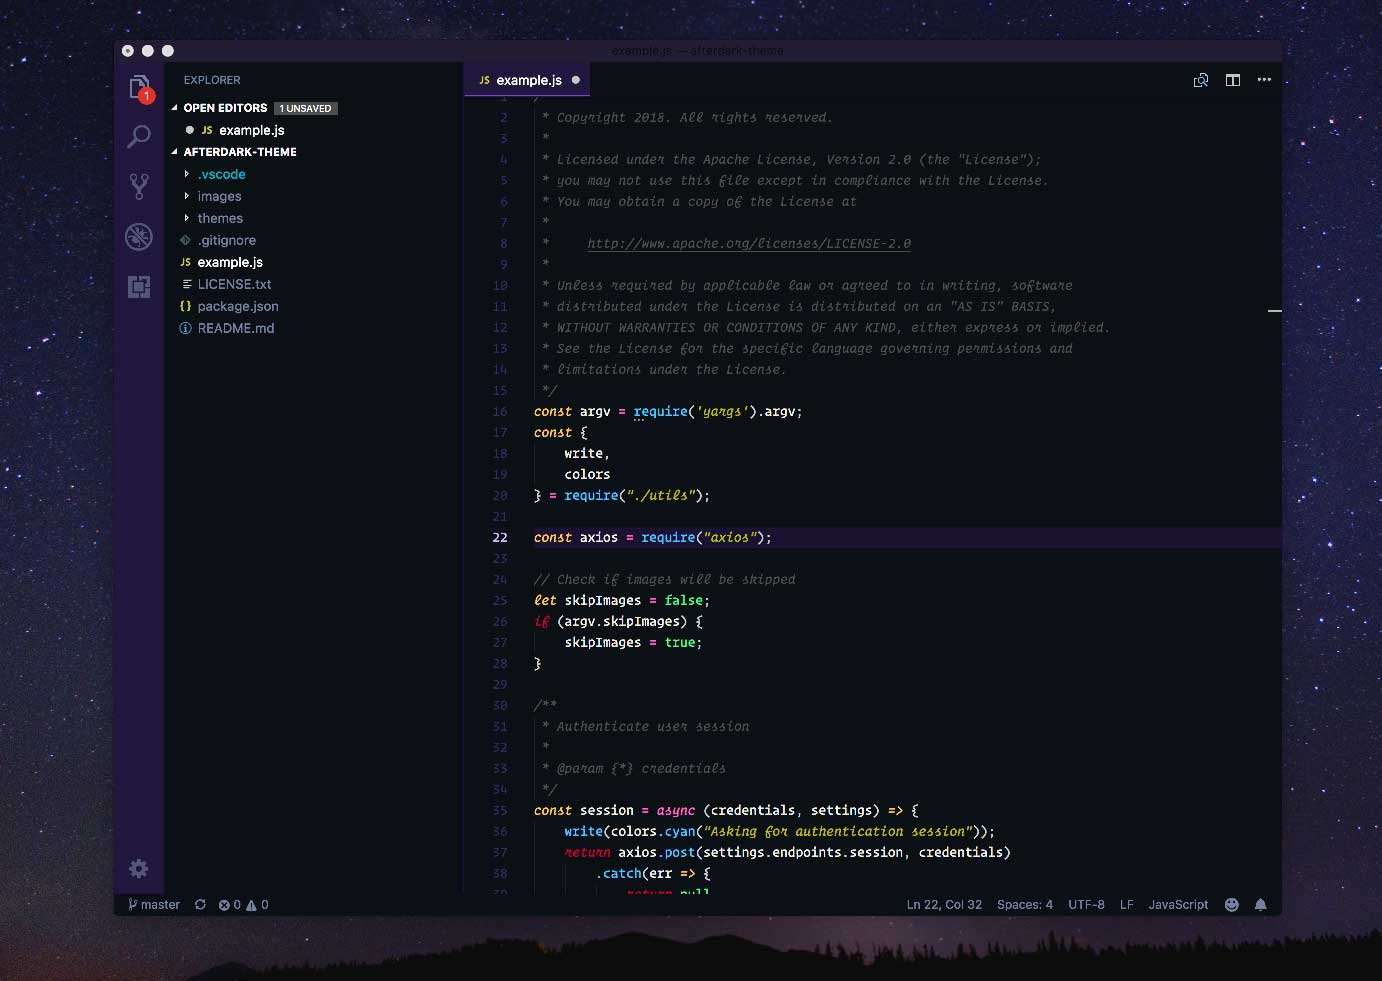 example.js — afterdark-theme
EXPLORER
OPEN EDITORS 1 UNSAVED
JS example.js
AFTERDARK-THEME
.vscode
images
themes
.gitignore
JS example.js
LICENSE.txt
{} package.json
README.md
1
master
0 0
JS example.js
1 /
2 * Copyright 2018. All rights reserved.
3 *
4 * Licensed under the Apache License, Version 2.0 (the "License");
5 * you may not use this file except in compliance with the License.
6 * You may obtain a copy of the License at
7 *
8 * http://www.apache.org/licenses/LICENSE-2.0
9 *
10 * Unless required by applicable law or agreed to in writing, software
11 * distributed under the License is distributed on an "AS IS" BASIS,
12 * WITHOUT WARRANTIES OR CONDITIONS OF ANY KIND, either express or implied.
13 * See the License for the specific language governing permissions and
14 * limitations under the License.
15 */
16 const argv = require('yargs').argv;
17 const {
18 write,
19 colors
20 } = require("./utils");
21
22 const axios = require("axios");
23
24 // Check if images will be skipped
25 let skipImages = false;
26 if (argv.skipImages) {
27 skipImages = true;
28 }
29
30 /**
31 * Authenticate user session
32 *
33 * @param {*} credentials
34 */
35 const session = async (credentials, settings) => {
36 write(colors.cyan("Asking for authentication session"));
37 return axios.post(settings.endpoints.session, credentials)
38 .catch(err => {
39 return null
Ln 22, Col 32 Spaces: 4 UTF-8 LF JavaScript